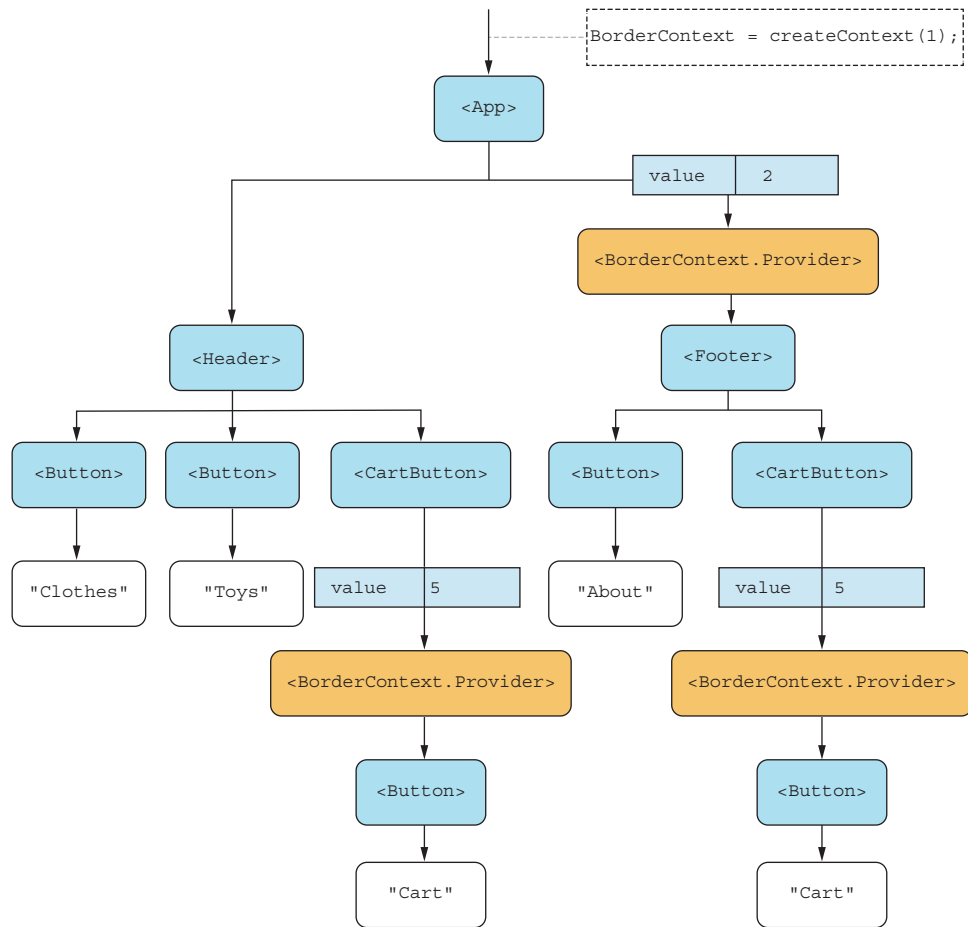 BorderContext = createContext(1);
<App>
value 2
<BorderContext.Provider>
<Header>
<Footer>
<Button>
<Button>
<CartButton>
<Button>
<CartButton>
"Clothes"
"Toys"
value 5
"About"
value 5
<BorderContext.Provider>
<BorderContext.Provider>
<Button>
<Button>
"Cart"
"Cart"